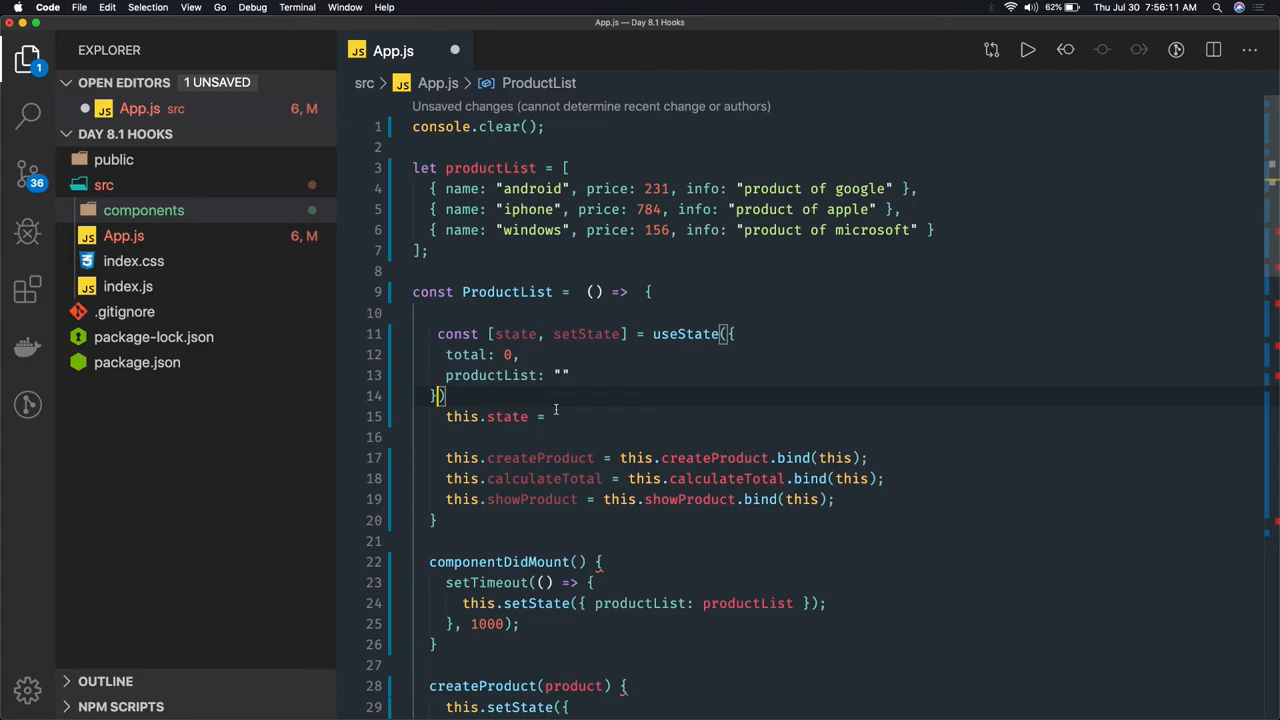 Code File Edit Selection View Go Debug Terminal Window Help 62% Thu Jul 30 7:56:11 AM
App.js — Day 8.1 Hooks
EXPLORER
OPEN EDITORS 1 UNSAVED
App.js src 6, M
DAY 8.1 HOOKS
public
src
components
App.js 6, M
index.css
index.js
.gitignore
package-lock.json
package.json
OUTLINE
NPM SCRIPTS
1
36
JS App.js
src > JS App.js > ProductList
Unsaved changes (cannot determine recent change or authors)
1 console.clear();
2
3 let productList = [
4 { name: "android", price: 231, info: "product of google" },
5 { name: "iphone", price: 784, info: "product of apple" },
6 { name: "windows", price: 156, info: "product of microsoft" }
7 ];
8
9 const ProductList = () => {
10
11 const [state, setState] = useState({
12 total: 0,
13 productList: ""
14 })
15 this.state =
16
17 this.createProduct = this.createProduct.bind(this);
18 this.calculateTotal = this.calculateTotal.bind(this);
19 this.showProduct = this.showProduct.bind(this);
20 }
21
22 componentDidMount() {
23 setTimeout(() => {
24 this.setState({ productList: productList });
25 }, 1000);
26 }
27
28 createProduct(product) {
this.setState({